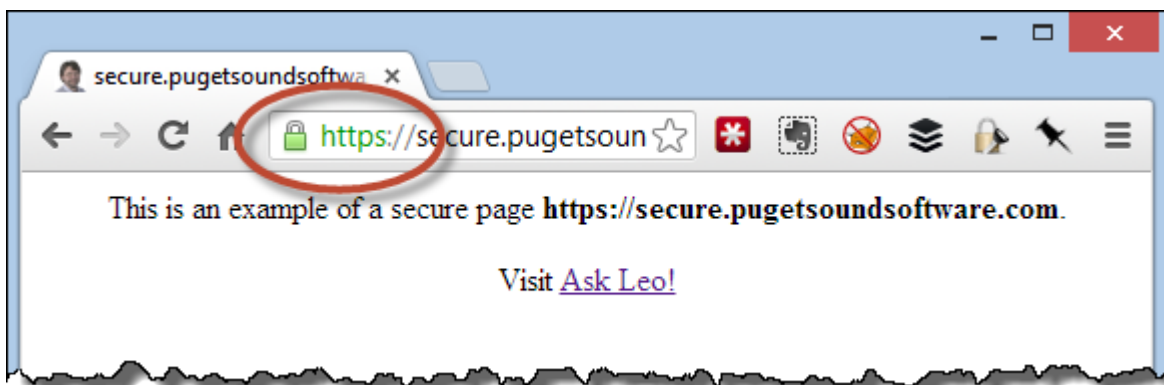 secure.pugetsoundsoftwa
https://secure.pugetsoun
This is an example of a secure page https://secure.pugetsoundsoftware.com.
Visit Ask Leo!